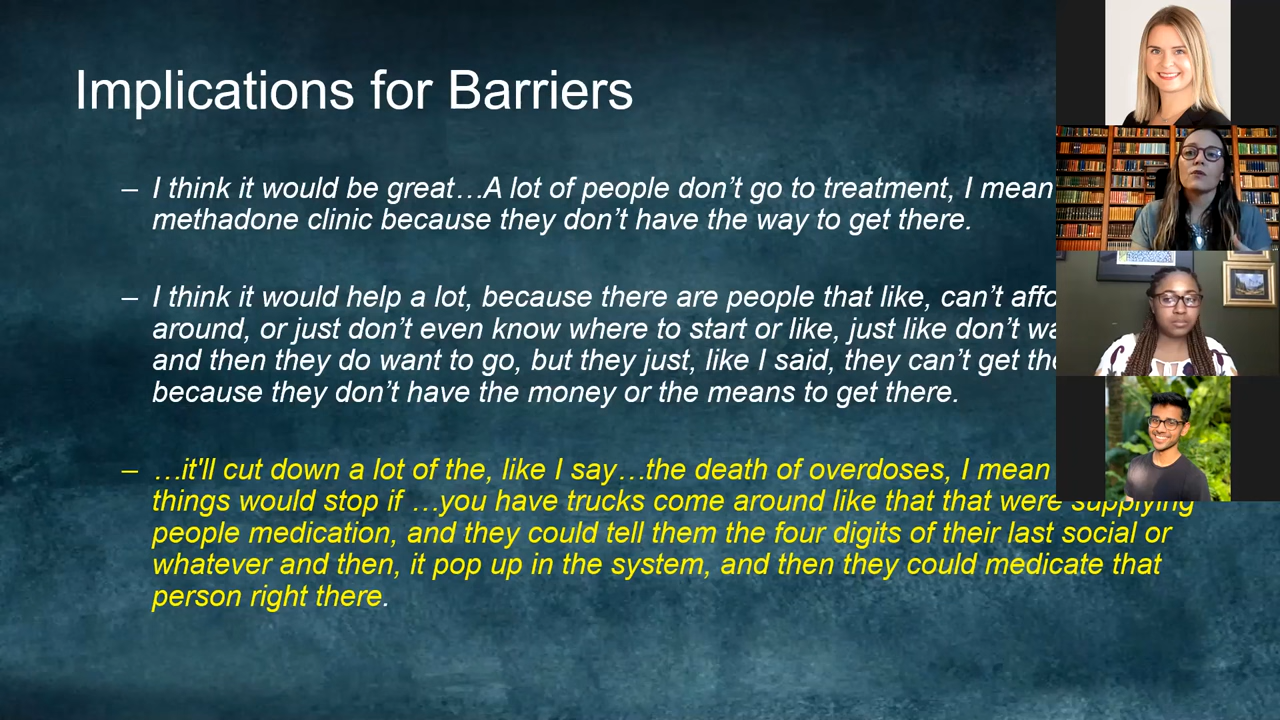 Implications for Barriers
– I think it would be great…A lot of people don’t go to treatment, I mean
methadone clinic because they don’t have the way to get there.
– I think it would help a lot, because there are people that like, can’t
around, or just don’t even know where to start or like, just like don’t
and then they do want to go, but they just, like I said, they can’t get
because they don’t have the money or the means to get there.
– …it'll cut down a lot of the, like I say…the death of overdoses, I mean
things would stop if …you have trucks come around like that that were supplying
people medication, and they could tell them the four digits of their last social or
whatever and then, it pop up in the system, and then they could medicate that
person right there.